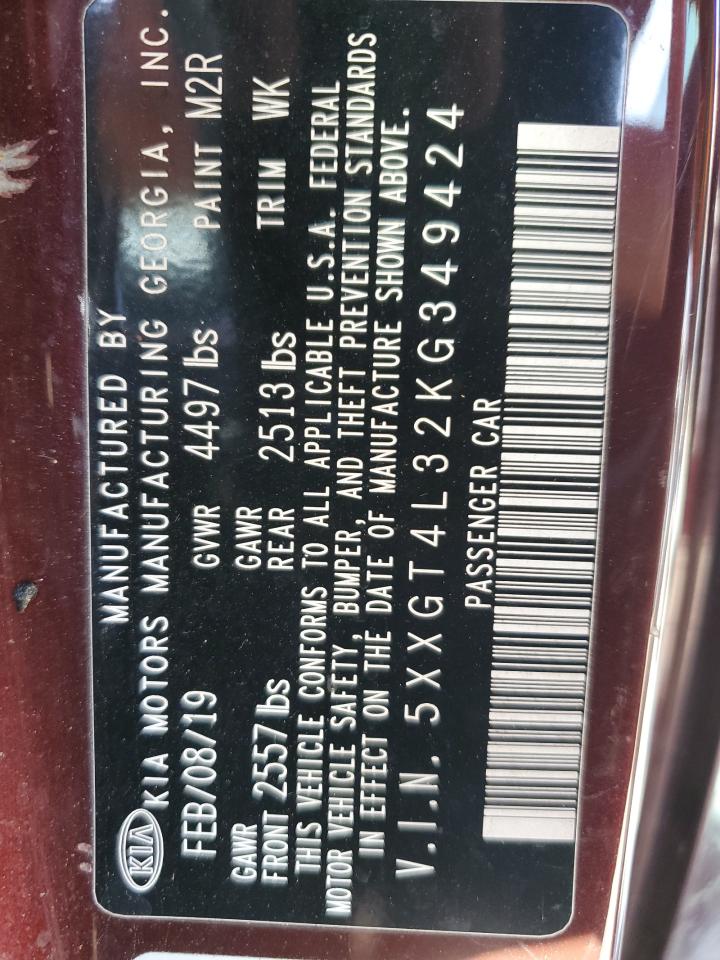 MANUFACTURED BY
KIA KIA MOTORS MANUFACTURING GEORGIA, INC.
FEB/08/19 GVWR 4497 lbs PAINT M2R
GAWR FRONT 2557 lbs GAWR REAR 2513 lbs TRIM WK
THIS VEHICLE CONFORMS TO ALL APPLICABLE U.S.A. FEDERAL
MOTOR VEHICLE SAFETY, BUMPER, AND THEFT PREVENTION STANDARDS
IN EFFECT ON THE DATE OF MANUFACTURE SHOWN ABOVE.
V.I.N. 5XXGT4L32KG349424
PASSENGER CAR